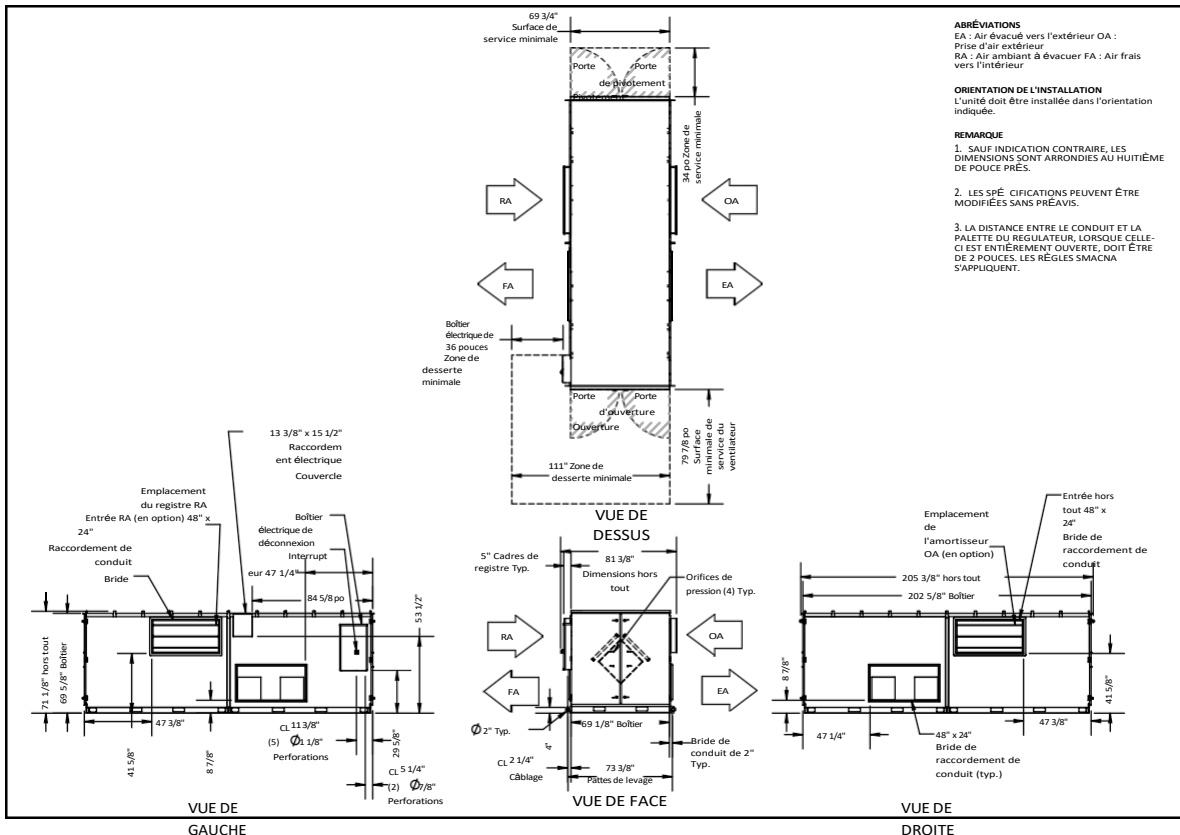 69 3/4"
Surface de
service minimale
Porte
Porte
de pivotement
Pivotement
34 po Zone de
service minimale
RA
OA
FA
EA
Boîtier
électrique de
36 pouces
Zone de
desserte
minimale
Porte
Porte
d'ouverture
Ouverture
79 7/8 po
Surface
minimale de
service du
ventilateur
111" Zone de
desserte minimale
VUE DE
DESSUS
ABRÉVIATIONS
EA : Air évacué vers l'extérieur OA :
Prise d'air extérieur
RA : Air ambiant à évacuer FA : Air frais
vers l'intérieur
ORIENTATION DE L'INSTALLATION
L'unité doit être installée dans l'orientation
indiquée.
REMARQUE
1. SAUF INDICATION CONTRAIRE, LES
DIMENSIONS SONT ARRONDIES AU HUITIÈME
DE POUCE PRÈS.
2. LES SPÉ CIFICATIONS PEUVENT ÊTRE
MODIFIÉES SANS PRÉAVIS.
3. LA DISTANCE ENTRE LE CONDUIT ET LA
PALETTE DU REGULATEUR, LORSQUE CELLE-
CI EST ENTIÈREMENT OUVERTE, DOIT ÊTRE
DE 2 POUCES. LES RÈGLES SMACNA
S'APPLIQUENT.
13 3/8" x 15 1/2"
Raccordem
ent électrique
Couvercle
Emplacement
du registre RA
Entrée RA (en option) 48" x
24"
Raccordement de
conduit
Bride
Boîtier
électrique de
déconnexion
Interrupt
eur 47 1/4"
84 5/8 po
53 1/2"
71 1/8" hors tout
69 5/8" Boîtier
47 3/8"
41 5/8"
8 7/8"
CL 11 3/8"
(5) Ø1 1/8"
Perforations
29 5/8"
CL 5 1/4"
(2) Ø7/8"
Perforations
VUE DE
GAUCHE
5" Cadres de
registre Typ.
81 3/8"
Dimensions hors
tout
Orifices de
pression (4) Typ.
RA
OA
FA
EA
Ø 2" Typ.
4"
69 1/8" Boîtier
CL 2 1/4"
Câblage
73 3/8"
Pattes de levage
Bride de
conduit de 2"
Typ.
VUE DE FACE
Emplacement
de
l'amortisseur
OA (en option)
Entrée hors
tout 48" x
24"
Bride de
raccordement de
conduit
205 3/8" hors tout
202 5/8" Boîtier
8 7/8"
41 5/8"
47 1/4"
47 3/8"
48" x 24"
Bride de
raccordement de
conduit (typ.)
VUE DE
DROITE